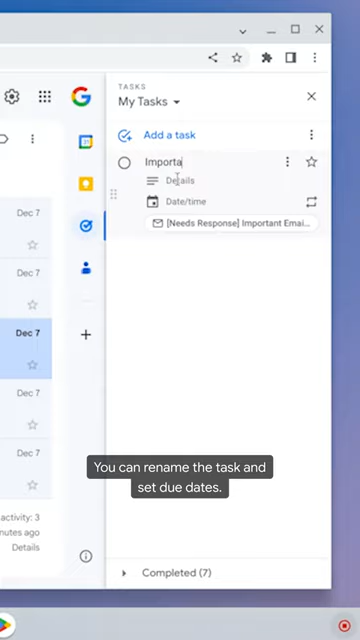 TASKS
My Tasks
Add a task
Importa
Details
Date/time
[Needs Response] Important Emai...
Dec 7
Dec 7
Dec 7
Dec 7
Dec 7
You can rename the task and
set due dates.
activity: 3
nutes ago
Details
Completed (7)